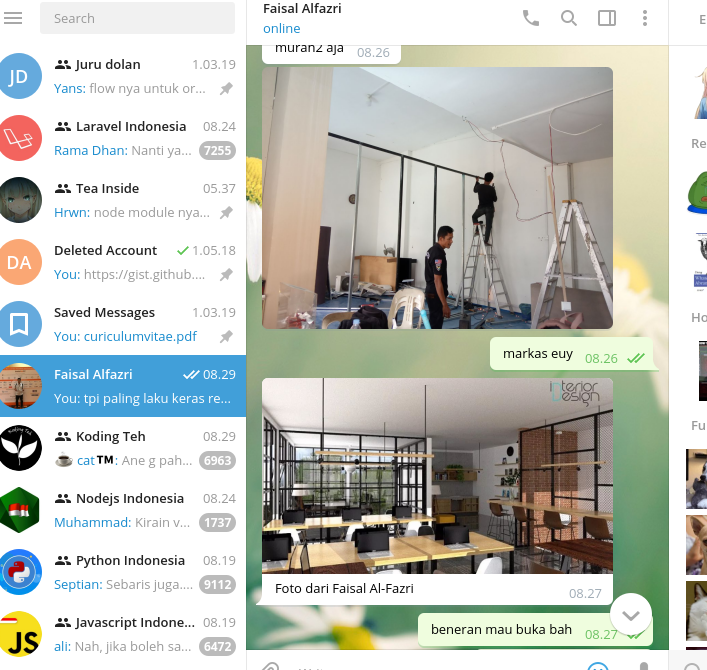 Search
JD
Juru dolan
1.03.19
Yans: flow nya untuk or...
Laravel Indonesia
08.24
Rama Dhan: Nanti ya...
7255
Tea Inside
05.37
Hrwn: node module nya...
DA
Deleted Account
1.05.18
You: https://gist.github....
Saved Messages
1.03.19
You: curiculumvitae.pdf
Faisal Alfazri
08.29
You: tpi paling laku keras re...
Koding Teh
08.29
☕ cat™: Ane g pah...
6963
Nodejs Indonesia
08.24
Muhammad: Kirain v...
1737
Python Indonesia
08.19
Septian: Sebaris juga....
9112
JS
Javascript Indone...
08.19
ali: Nah, jika boleh sa...
6472
Faisal Alfazri
online
murah2 aja
08.26
markas euy
08.26
interior
Design
Foto dari Faisal Al-Fazri
08.27
beneran mau buka bah
08.27
E
Re
Ho
Fu